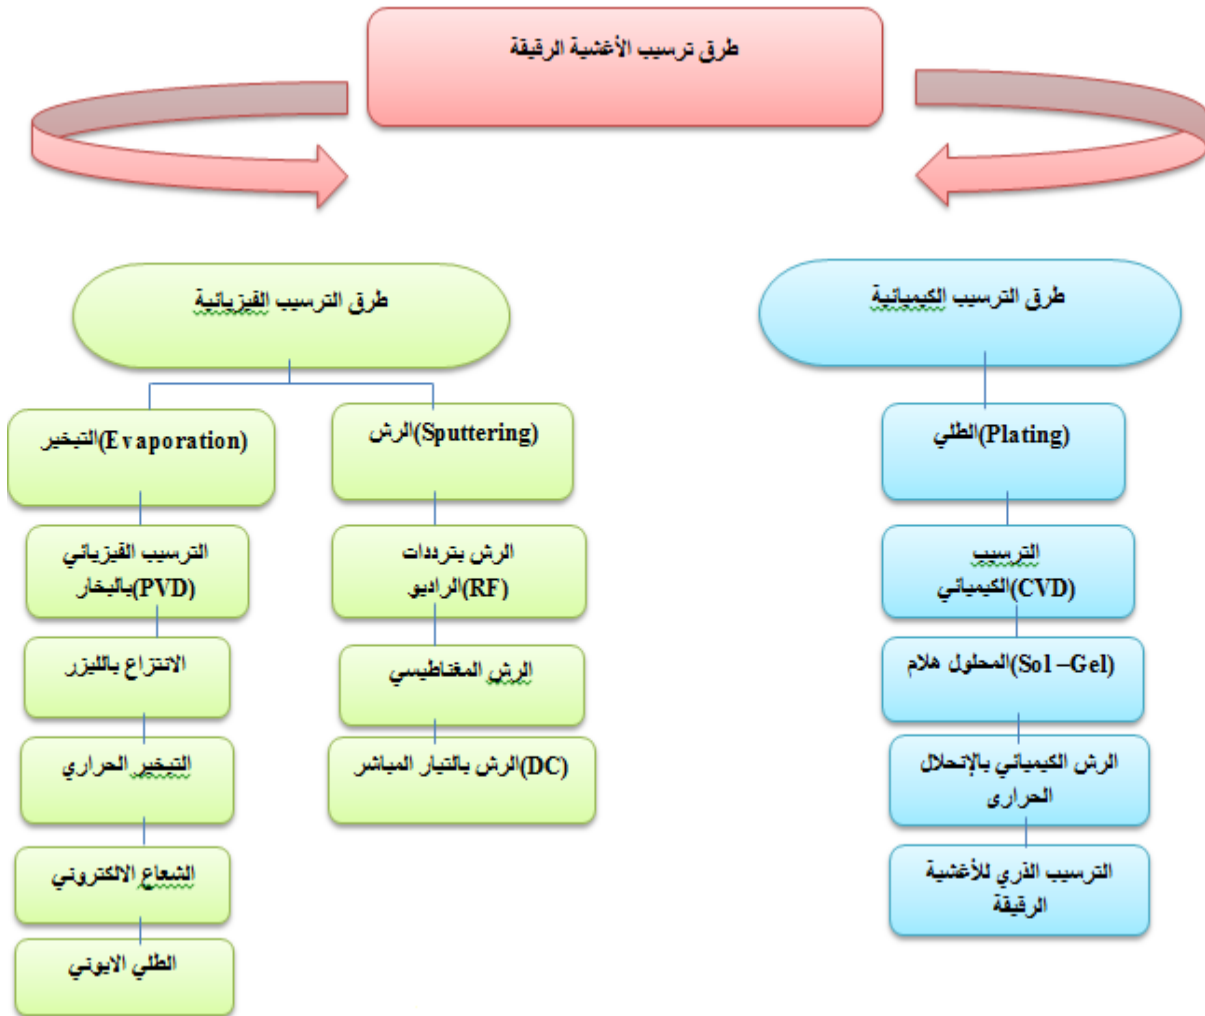 طرق ترسيب الأغشية الرقيقة
طرق الترسيب الكيميائية
الطلي(Plating)
الترسيب
الكيميائي(CVD)
المحلول هلام(Sol –Gel)
الرش الكيميائي بالإنحلال
الحراري
الترسيب الذري للأغشية
الرقيقة
طرق الترسيب الفيزيائية
الرش(Sputtering)
الرش بترددات
الراديو(RF)
الرش المغناطيسي
الرش بالتيار المباشر(DC)
التبخير(Evaporation)
الترسيب الفيزيائي
بالبخار(PVD)
الانتزاع بالليزر
التبخير الحراري
الشعاع الالكتروني
الطلي الايوني